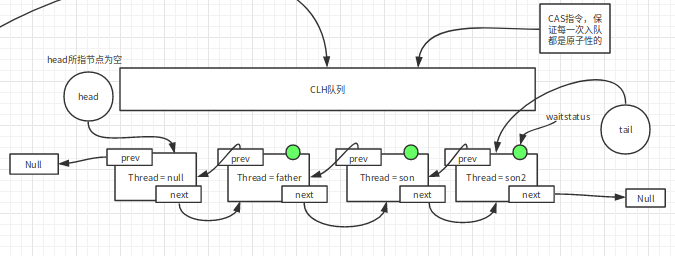 CAS指令，保
证每一次入队
都是原子性的
head所指节点为空
head
CLH队列
waitstatus
tail
Null
prev
Thread = null
next
prev
Thread = father
next
prev
Thread = son
next
prev
Thread = son2
next
Null